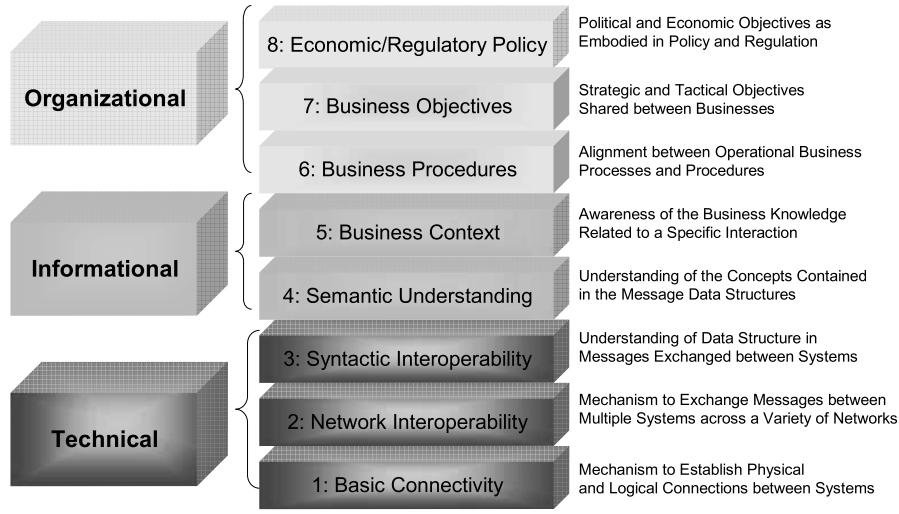 Organizational
8: Economic/Regulatory Policy
Political and Economic Objectives as
Embodied in Policy and Regulation
7: Business Objectives
Strategic and Tactical Objectives
Shared between Businesses
6: Business Procedures
Alignment between Operational Business
Processes and Procedures
Informational
5: Business Context
Awareness of the Business Knowledge
Related to a Specific Interaction
4: Semantic Understanding
Understanding of the Concepts Contained
in the Message Data Structures
Technical
3: Syntactic Interoperability
Understanding of Data Structure in
Messages Exchanged between Systems
2: Network Interoperability
Mechanism to Exchange Messages between
Multiple Systems across a Variety of Networks
1: Basic Connectivity
Mechanism to Establish Physical
and Logical Connections between Systems